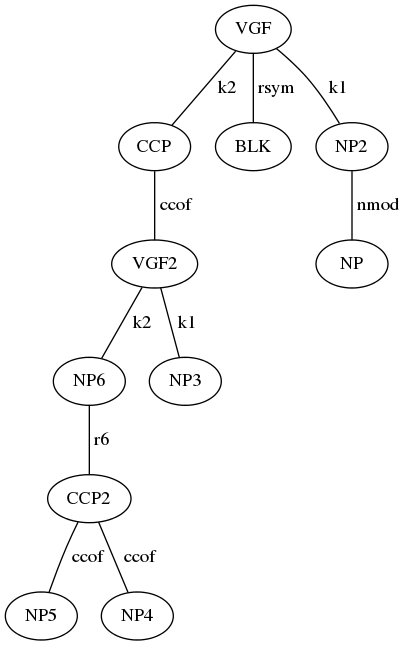 VGF
k2 rsym k1
CCP BLK NP2
ccof nmod
VGF2 NP
k2 k1
NP6 NP3
r6
CCP2
ccof ccof
NP5 NP4